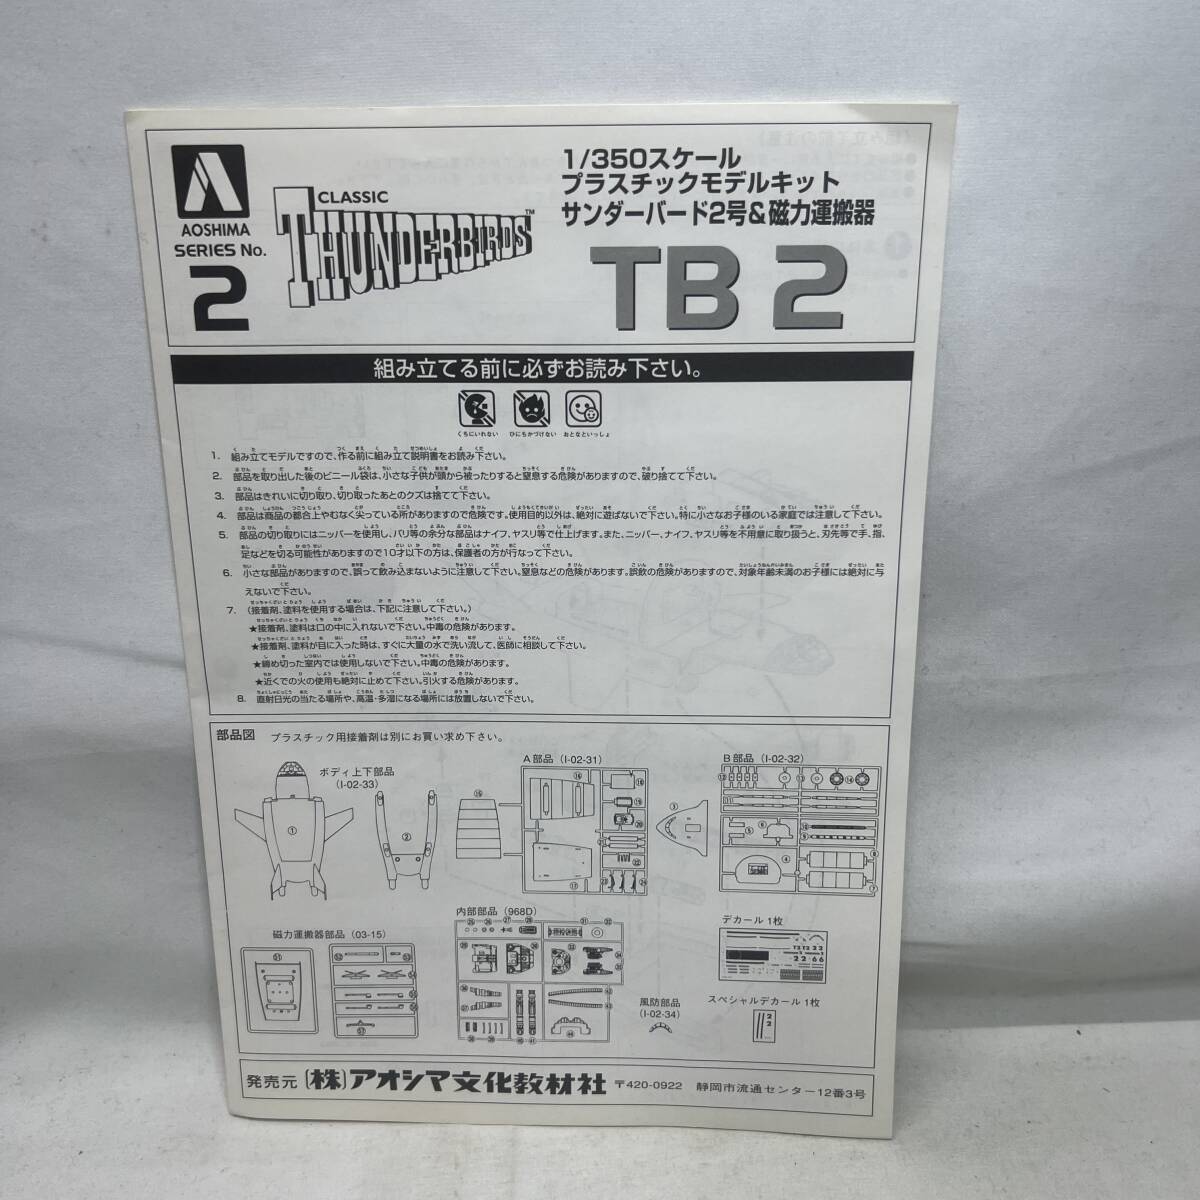 AOSHIMA
SERIES No.
2
CLASSIC
THUNDERBIRDS™
1/350スケール
プラスチックモデルキット
サンダーバード2号&磁力運搬器
TB 2
組み立てる前に必ずお読み下さい。
くちにいれない ひにちかづけない おとなといっしょ
1. 組み立てモデルですので、作る前に組み立て説明書をお読み下さい。
2. 部品を取り出した後のビニール袋は、小さな子供が頭から被ったりすると窒息する危険がありますので、破り捨てて下さい。
3. 部品はきれいに切り取り、切り取ったあとのクズは捨てて下さい。
4. 部品は商品の都合上やむなく尖っている所がありますので危険です。使用目的以外は、絶対に遊ばないで下さい。特に小さなお子様のいる家庭では注意して下さい。
5. 部品の切り取りにはニッパーを使用し、バリ等の余分な部品はナイフ、ヤスリ等で仕上げます。また、ニッパー、ナイフ、ヤスリ等を不用意に取り扱うと、刃先等で手、指、
足などを切る可能性がありますので10才以下の方は、保護者の方が行なって下さい。
6. 小さな部品がありますので、誤って飲み込まないように注意して下さい。窒息などの危険があります。誤飲の危険がありますので、対象年齢未満のお子様には絶対に与
えないで下さい。
7. (接着剤、塗料を使用する場合は、下記に注意して下さい。)
★接着剤、塗料は口の中に入れないで下さい。中毒の危険があります。
★接着剤、塗料が目に入った時は、すぐに大量の水で洗い流して、医師に相談して下さい。
★締め切った室内では使用しないで下さい。中毒の危険があります。
★近くでの火の使用も絶対に止めて下さい。引火する危険があります。
8. 直射日光の当たる場所や、高温・多湿になる場所には放置しないで下さい。
部品図 プラスチック用接着剤は別にお買い求め下さい。
ボディ上下部品
(I-02-33)
A部品(I-02-31)
B部品(I-02-32)
磁力運搬器部品(03-15)
内部部品(968D)
風防部品
(I-02-34)
デカール 1枚
スペシャルデカール 1枚
発売元 (株)アオシマ文化教材社 〒420-0922 静岡市流通センター12番3号